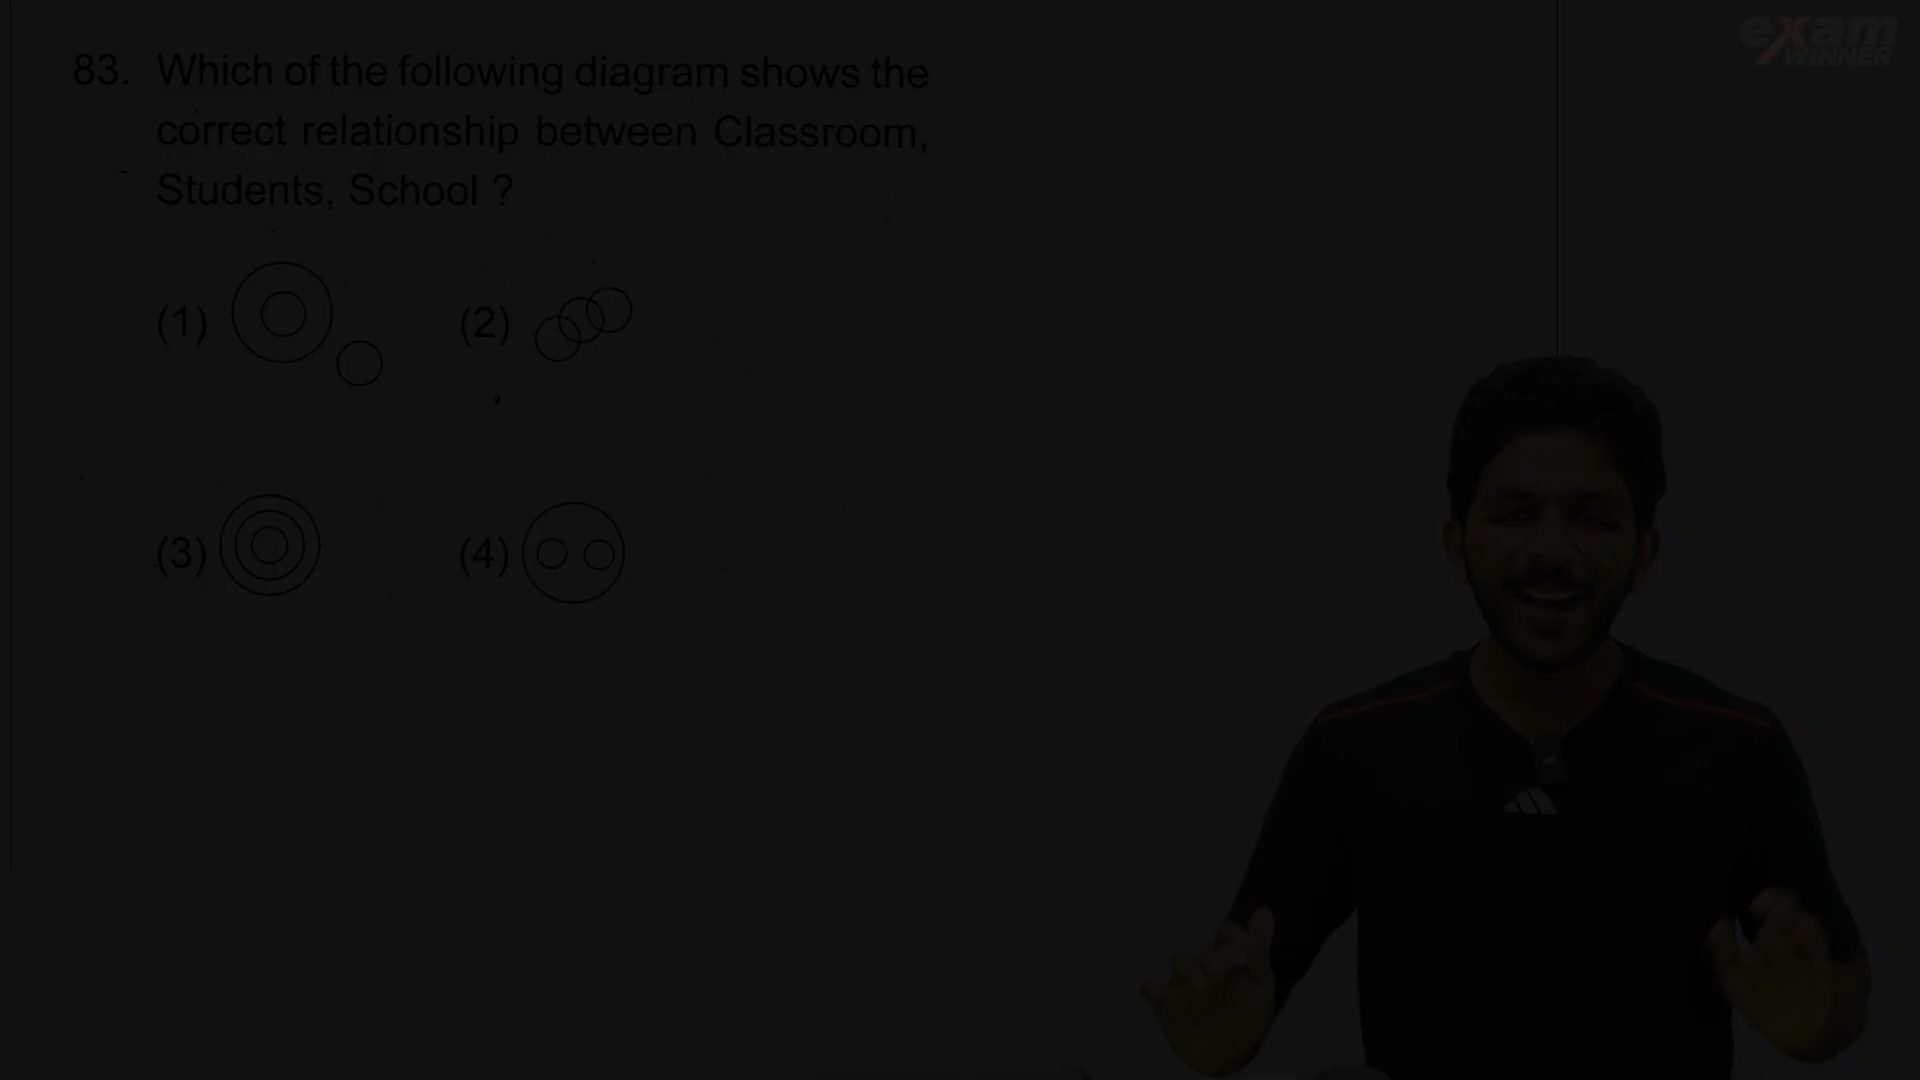 exam
WINNER
83. Which of the following diagram shows the
correct relationship between Classroom,
Students, School ?
(1) (2)
(3) (4)